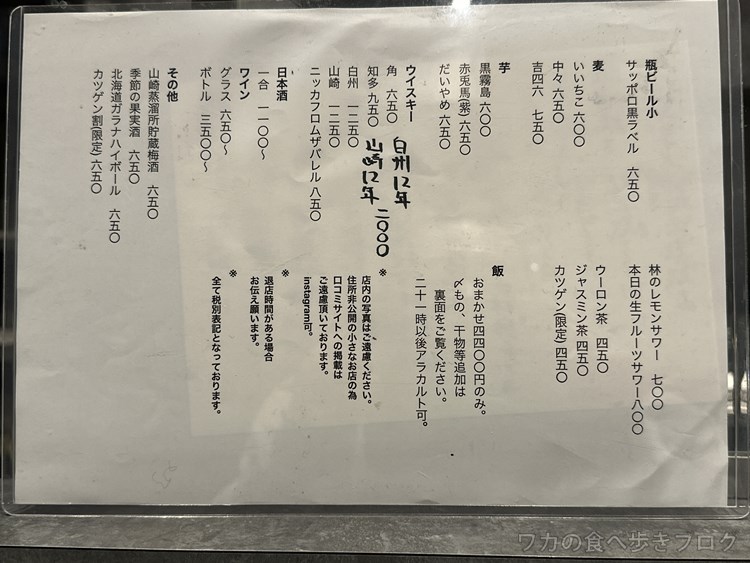 瓶ビール小
サッポロ黒ラベル　六五〇
麦
いいちこ 六〇〇
中々 六五〇
吉四六　七五〇
芋
黒霧島 六〇〇
赤兎馬(紫) 六五〇
だいやめ 六五〇
ウイスキー
角　六五〇
知多 九五〇
白州　一二五〇
山崎　一二五〇
ニッカフロムザバレル 八五〇
白州12年
山崎12年 二〇〇〇
日本酒
一合　一一〇〇〜
ワイン
グラス 六五〇〜
ボトル　三五〇〇〜
その他
山崎蒸溜所貯蔵梅酒　六五〇
季節の果実酒　六五〇
北海道ガラナハイボール　六五〇
カツゲン割(限定) 六五〇
林のレモンサワー　七〇〇
本日の生フルーツサワー八〇〇
ウーロン茶　四五〇
ジャスミン茶 四五〇
カツゲン(限定) 四五〇
飯
おまかせ四四〇〇円のみ。
〆もの、干物等追加は
裏面をご覧ください。
二十一時以後アラカルト可。
※
店内の写真はご遠慮ください。
住所非公開の小さなお店の為
口コミサイトへの掲載は
ご遠慮頂いております。
instagram可。
※
退店時間がある場合
お伝え願います。
※
全て税別表記となっております。
ワカの食べ歩きブログ